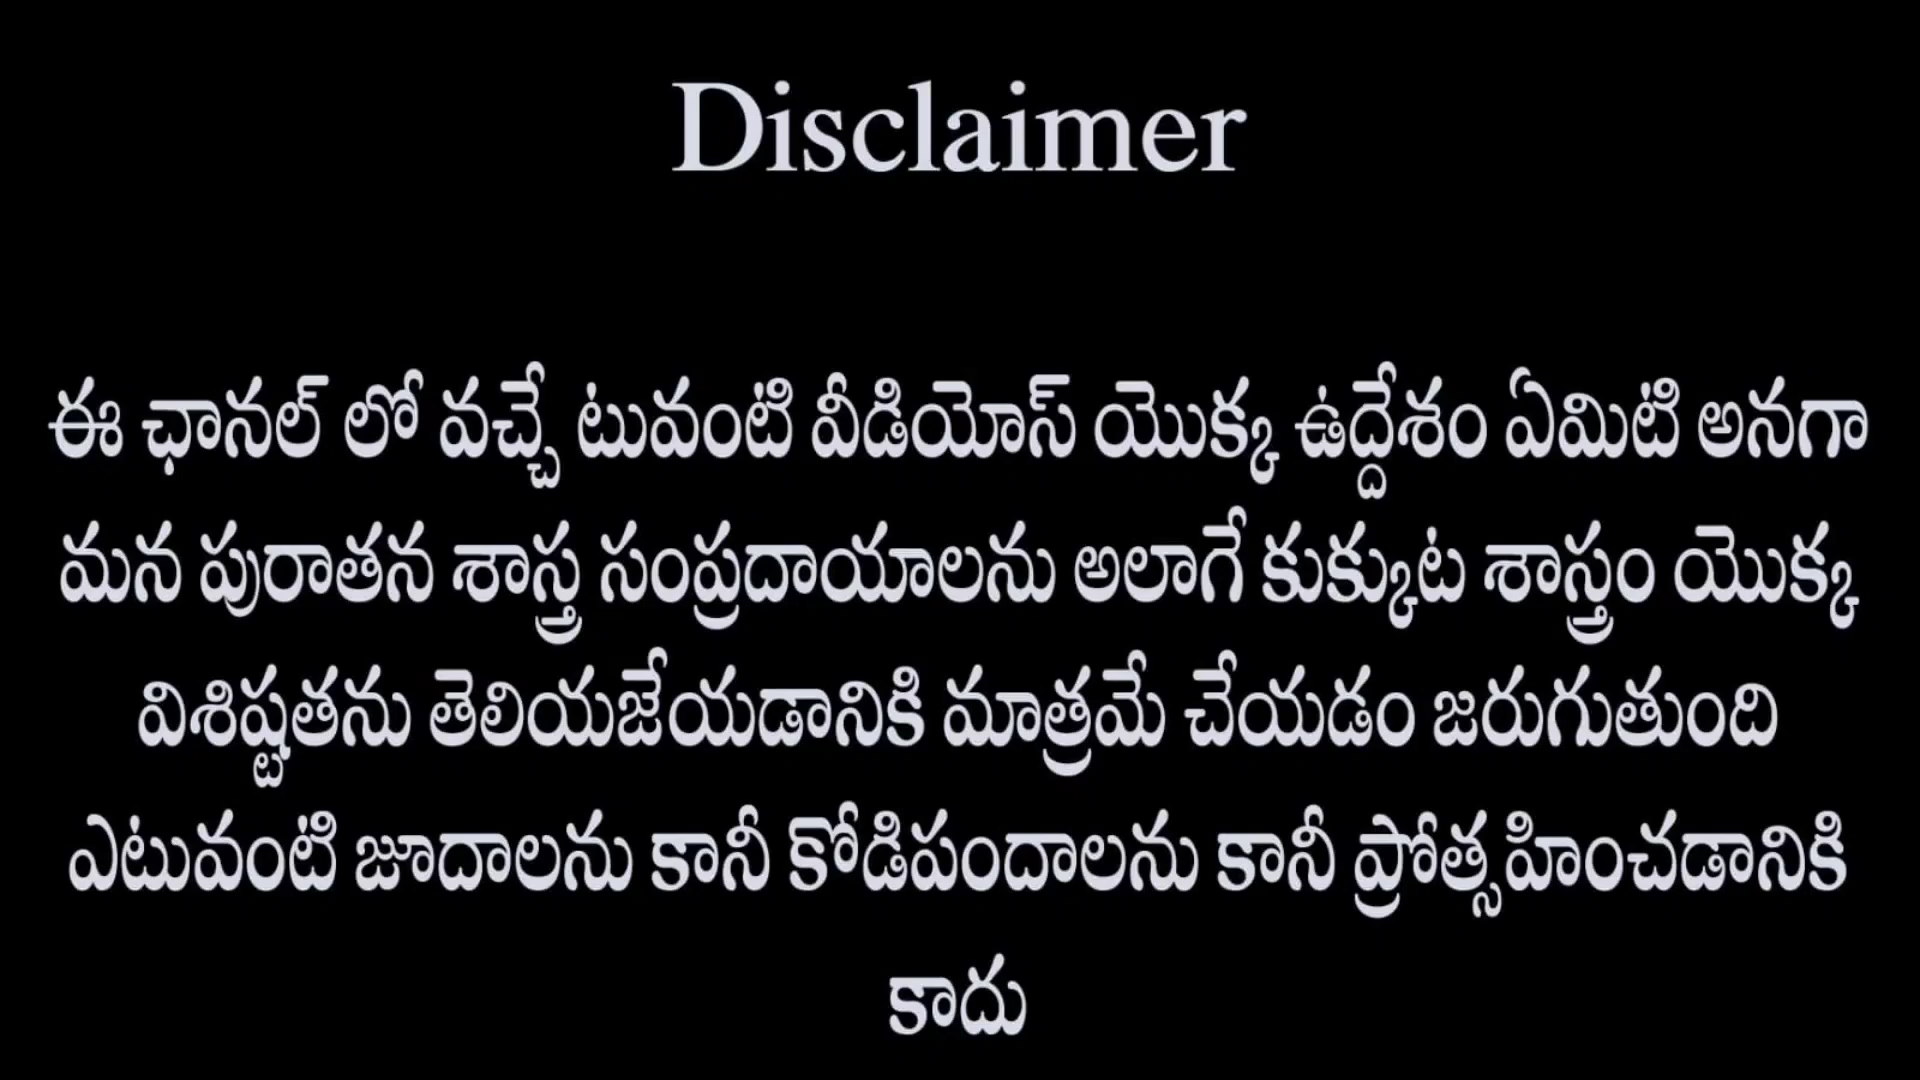 Disclaimer
ఈ ఛానల్ లో వచ్చే టువంటి వీడియోస్ యొక్క ఉద్దేశం ఏమిటి అనగా
మన పురాతన శాస్త్ర సంప్రదాయాలను అలాగే కుక్కుట శాస్త్రం యొక్క
విశిష్టతను తెలియజేయడానికి మాత్రమే చేయడం జరుగుతుంది
ఎటువంటి జూదాలను కానీ కోడిపందాలను కానీ ప్రోత్సహించడానికి
కాదు